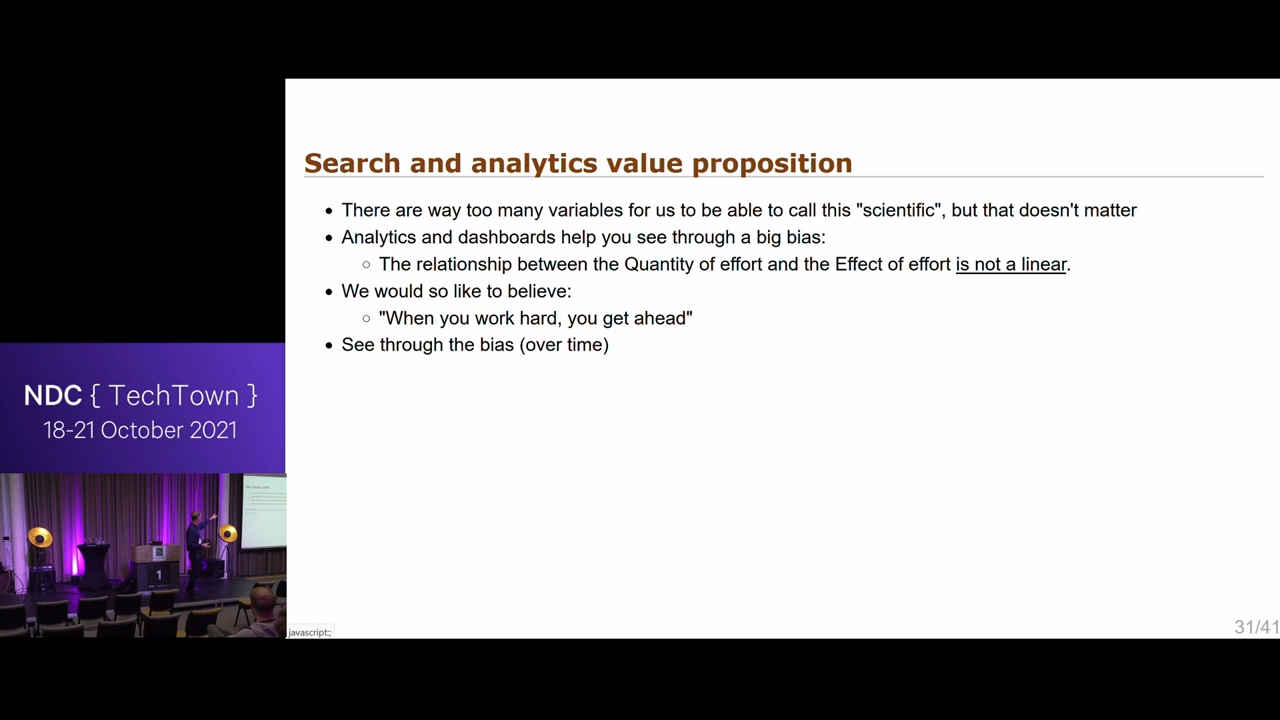 Search and analytics value proposition
There are way too many variables for us to be able to call this "scientific", but that doesn't matter
Analytics and dashboards help you see through a big bias:
The relationship between the Quantity of effort and the Effect of effort is not a linear.
We would so like to believe:
"When you work hard, you get ahead"
See through the bias (over time)
NDC { TechTown }
18-21 October 2021
1
javascript:;
31/41